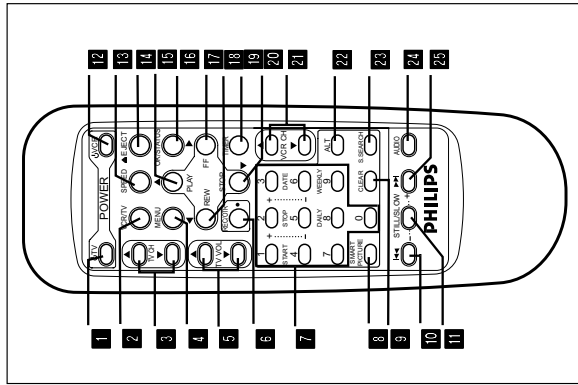 1
2
3
4
5
6
7
8
9
10
11
12
13
14
15
16
17
18
19
20
21
22
23
24
25
TV
POWER
VCR
VCR/TV
SPEED
EJECT
MENU
OK/STATUS
TV CH
PLAY
REW
FF
STOP
TV VOL
REC/OTR
VCR CH
1 2 3
START STOP DATE
4 5 6
DAILY WEEKLY
7 8 9
ALT
SMART
PICTURE
0
CLEAR
S.SEARCH
STILL/SLOW
AUDIO
PHILIPS